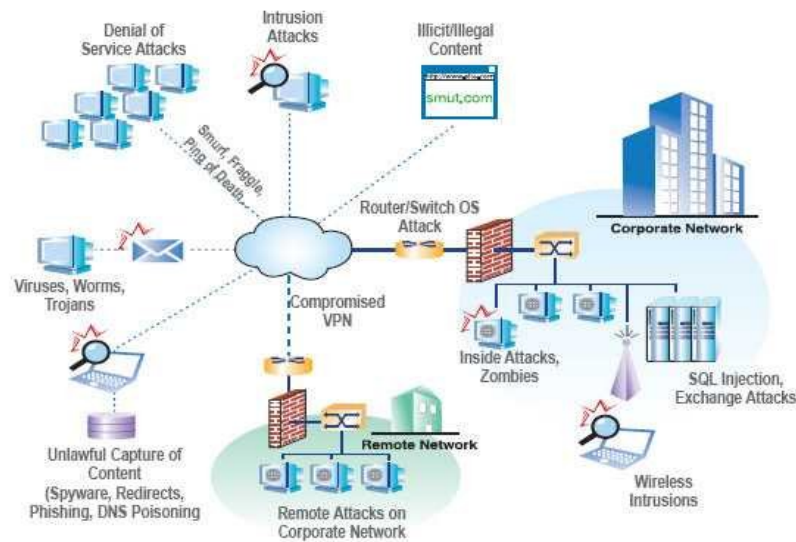 Denial of
Service Attacks
Intrusion
Attacks
Illicit/Illegal
Content
smut.com
Smurf, Fraggle,
Ping of Death...
Router/Switch OS
Attack
Corporate Network
Viruses, Worms,
Trojans
Compromised
VPN
Inside Attacks,
Zombies
SQL Injection,
Exchange Attacks
Unlawful Capture of
Content
(Spyware, Redirects,
Phishing, DNS Poisoning
Remote Network
Remote Attacks on
Corporate Network
Wireless
Intrusions